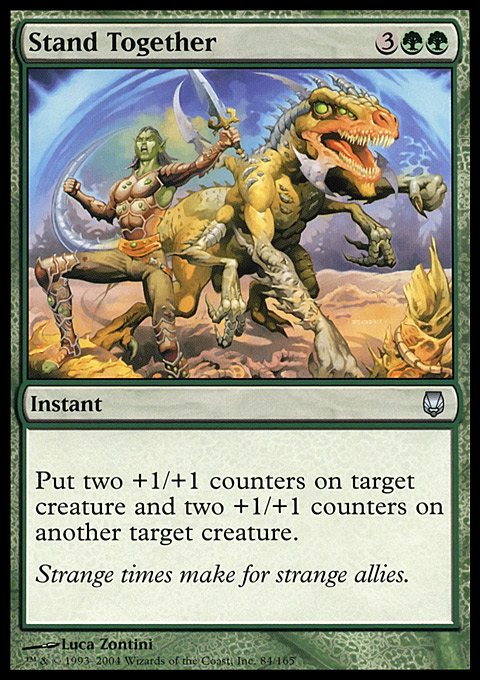 Stand Together 3
Instant
Put two +1/+1 counters on target
creature and two +1/+1 counters on
another target creature.
Strange times make for strange allies.
Luca Zontini
™ & © 1993–2004 Wizards of the Coast, Inc. 84/165